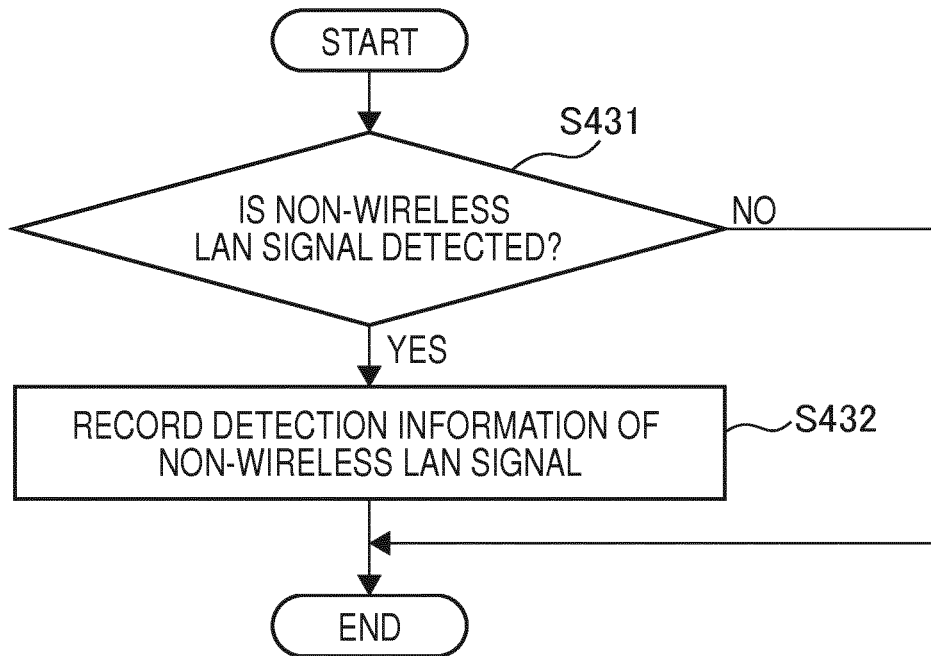 START
S431
IS NON-WIRELESS
LAN SIGNAL DETECTED?
NO
YES
RECORD DETECTION INFORMATION OF
NON-WIRELESS LAN SIGNAL
S432
END